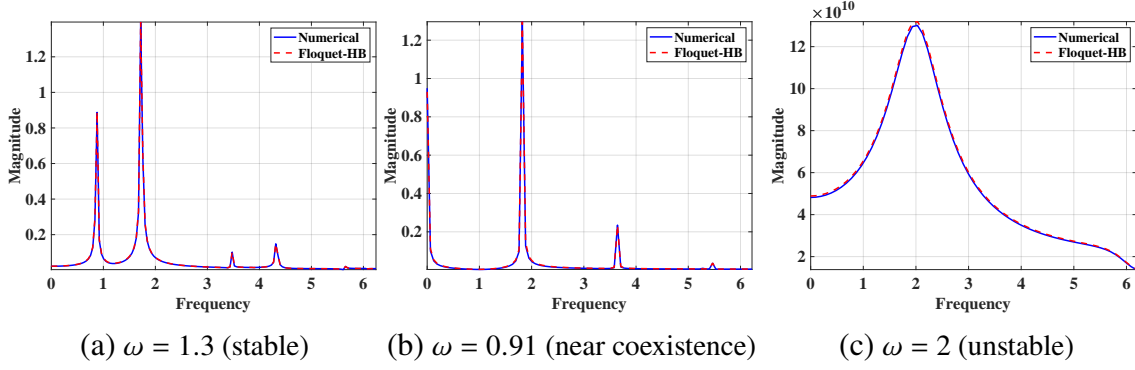 1.2
1
0.8
0.6
0.4
0.2
0 1 2 3 4 5 6
Magnitude
Frequency
Numerical
Floquet-HB
(a) ω = 1.3 (stable)
1.2
1
0.8
0.6
0.4
0.2
0 1 2 3 4 5 6
Magnitude
Frequency
Numerical
Floquet-HB
(b) ω = 0.91 (near coexistence)
×10¹⁰
12
10
8
6
4
2
0 1 2 3 4 5 6
Magnitude
Frequency
Numerical
Floquet-HB
(c) ω = 2 (unstable)